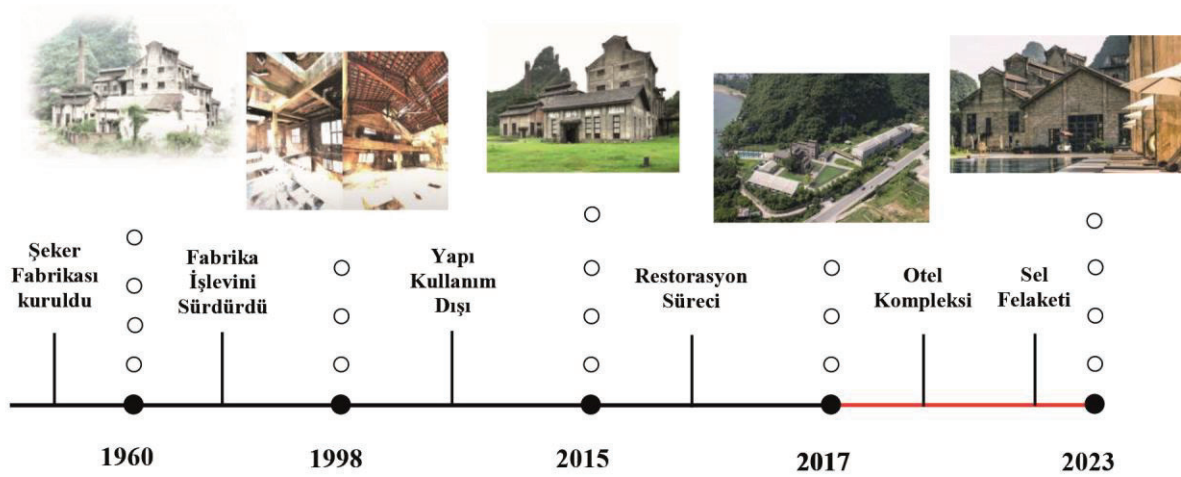 Şeker
Fabrikası
kuruldu
Fabrika
İşlevini
Sürdürdü
Yapı
Kullanım
Dışı
Restorasyon
Süreci
Otel
Kompleksi
Sel
Felaketi
1960
1998
2015
2017
2023